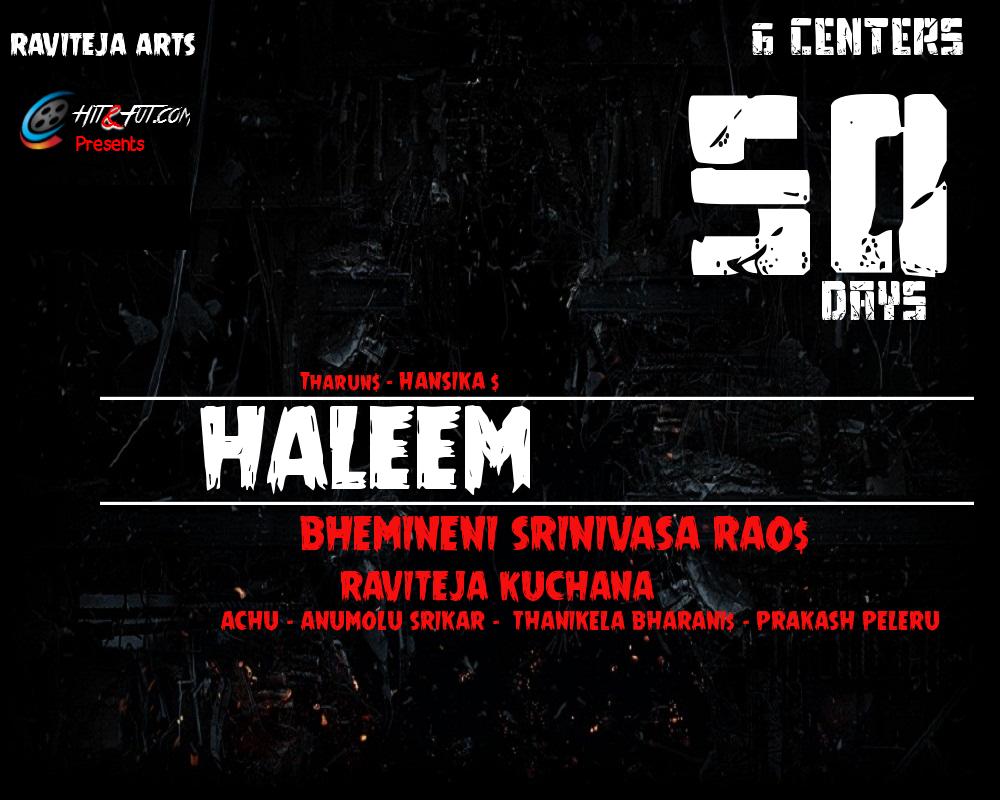 RAVITEJA ARTS
6 CENTERS
HIT&FUT.COM
Presents
50
DAYS
THARUN$ - HANSIKA $
HALEEM
BHEMINENI SRINIVASA RAO$
RAVITEJA KUCHANA
ACHU - ANUMOLU SRIKAR - THANIKELA BHARANI$ - PRAKASH PELERU